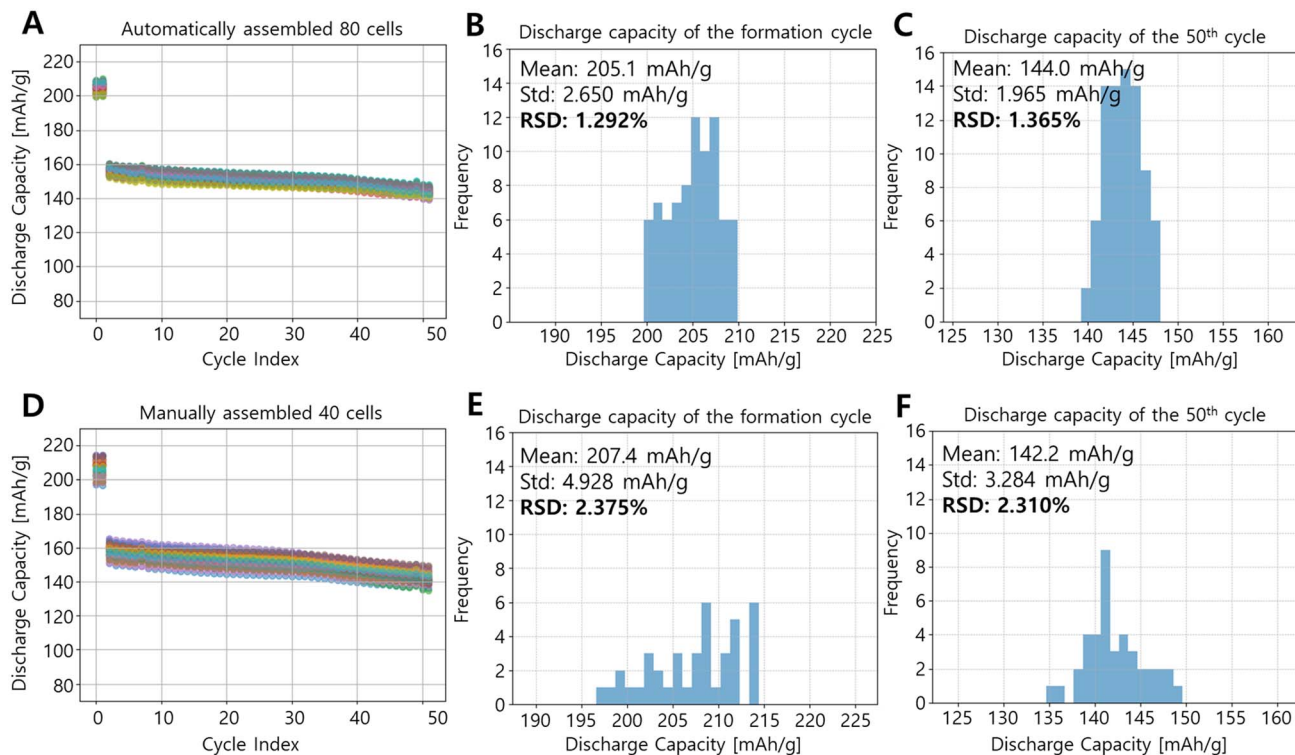 A
Automatically assembled 80 cells
220
200
180
160
140
120
100
80
Discharge Capacity [mAh/g]
0 10 20 30 40 50
Cycle Index
B
Discharge capacity of the formation cycle
Mean: 205.1 mAh/g
Std: 2.650 mAh/g
RSD: 1.292%
16
14
12
10
8
6
4
2
0
Frequency
190 195 200 205 210 215 220 225
Discharge Capacity [mAh/g]
C
Discharge capacity of the 50th cycle
Mean: 144.0 mAh/g
Std: 1.965 mAh/g
RSD: 1.365%
16
14
12
10
8
6
4
2
0
Frequency
125 130 135 140 145 150 155 160
Discharge Capacity [mAh/g]
D
Manually assembled 40 cells
220
200
180
160
140
120
100
80
Discharge Capacity [mAh/g]
0 10 20 30 40 50
Cycle Index
E
Discharge capacity of the formation cycle
Mean: 207.4 mAh/g
Std: 4.928 mAh/g
RSD: 2.375%
16
14
12
10
8
6
4
2
0
Frequency
190 195 200 205 210 215 220 225
Discharge Capacity [mAh/g]
F
Discharge capacity of the 50th cycle
Mean: 142.2 mAh/g
Std: 3.284 mAh/g
RSD: 2.310%
16
14
12
10
8
6
4
2
0
Frequency
125 130 135 140 145 150 155 160
Discharge Capacity [mAh/g]